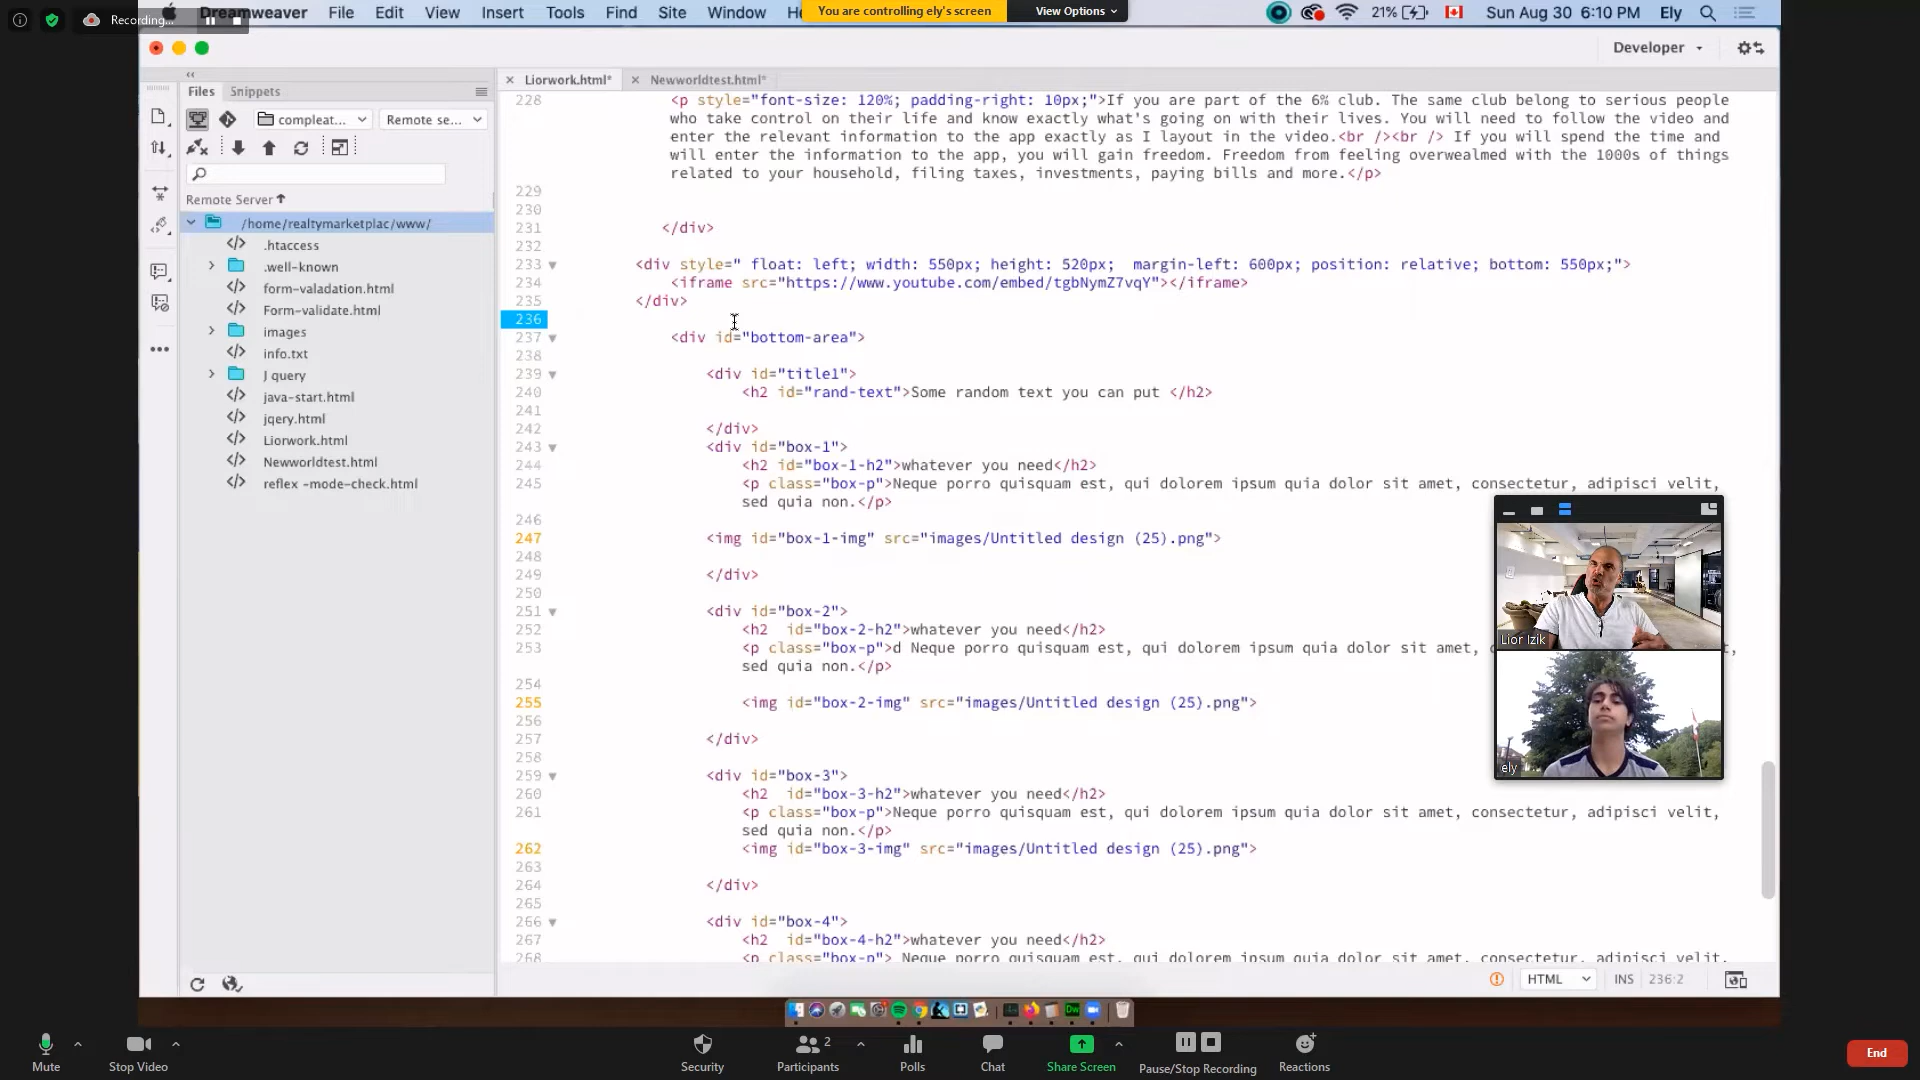 Recording...
Dreamweaver File Edit View Insert Tools Find Site Window He
You are controlling ely's screen
View Options
21%
Sun Aug 30 6:10 PM Ely
Developer
Files Snippets
compleat... Remote se...
Remote Server
/home/realtymarketplac/www/
.htaccess
.well-known
form-valadation.html
Form-validate.html
images
info.txt
J query
java-start.html
jqery.html
Liorwork.html
Newworldtest.html
reflex -mode-check.html
Liorwork.html* Newworldtest.html*
228 <p style="font-size: 120%; padding-right: 10px;">If you are part of the 6% club. The same club belong to serious people
who take control on their life and know exactly what's going on with their lives. You will need to follow the video and
enter the relevant information to the app exactly as I layout in the video.<br /><br /> If you will spend the time and
will enter the information to the app, you will gain freedom. Freedom from feeling overwealmed with the 1000s of things
related to your household, filing taxes, investments, paying bills and more.</p>
229
230
231 </div>
232
233 <div style=" float: left; width: 550px; height: 520px;  margin-left: 600px; position: relative; bottom: 550px;">
234 <iframe src="https://www.youtube.com/embed/tgbNymZ7vqY"></iframe>
235 </div>
236
237 <div id="bottom-area">
238
239 <div id="title1">
240 <h2 id="rand-text">Some random text you can put </h2>
241
242 </div>
243 <div id="box-1">
244 <h2 id="box-1-h2">whatever you need</h2>
245 <p class="box-p">Neque porro quisquam est, qui dolorem ipsum quia dolor sit amet, consectetur, adipisci velit,
sed quia non.</p>
246
247 <img id="box-1-img" src="images/Untitled design (25).png">
248
249 </div>
250
251 <div id="box-2">
252 <h2  id="box-2-h2">whatever you need</h2>
253 <p class="box-p">d Neque porro quisquam est, qui dolorem ipsum quia dolor sit amet,
sed quia non.</p>
254
255 <img id="box-2-img" src="images/Untitled design (25).png">
256
257 </div>
258
259 <div id="box-3">
260 <h2  id="box-3-h2">whatever you need</h2>
261 <p class="box-p">Neque porro quisquam est, qui dolorem ipsum quia dolor sit amet, consectetur, adipisci velit,
sed quia non.</p>
262 <img id="box-3-img" src="images/Untitled design (25).png">
263
264 </div>
265
266 <div id="box-4">
267 <h2  id="box-4-h2">whatever you need</h2>
268 <p class="box-p"> Neque porro quisquam est, qui dolorem ipsum quia dolor sit amet, consectetur, adipisci velit,
Lior Izik
ely
HTML INS 236:2
Mute
Stop Video
Security
Participants 2
Polls
Chat
Share Screen
Pause/Stop Recording
Reactions
End